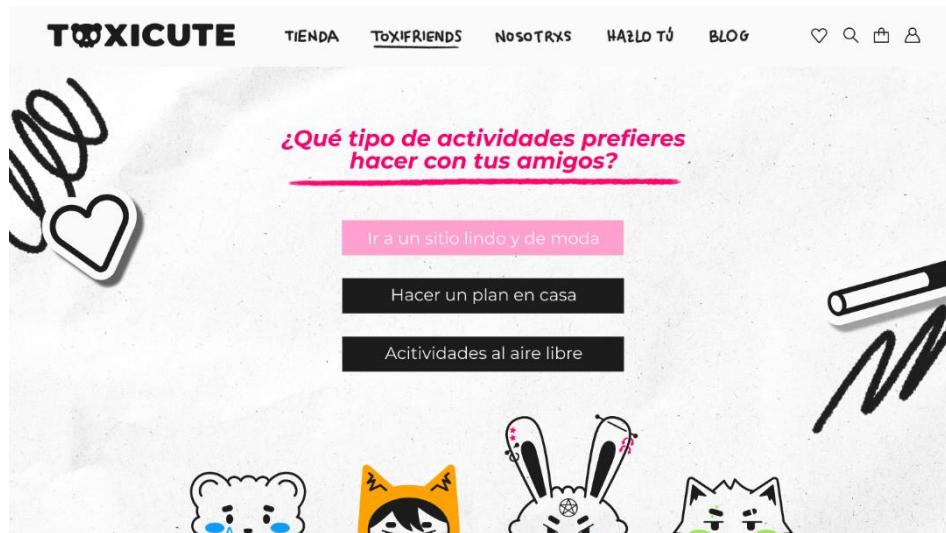 TOXICUTE
TIENDA
TOXIFRIENDS
NOSOTRXS
HAZLO TÚ
BLOG
¿Qué tipo de actividades prefieres
hacer con tus amigos?
Ir a un sitio lindo y de moda
Hacer un plan en casa
Acitividades al aire libre